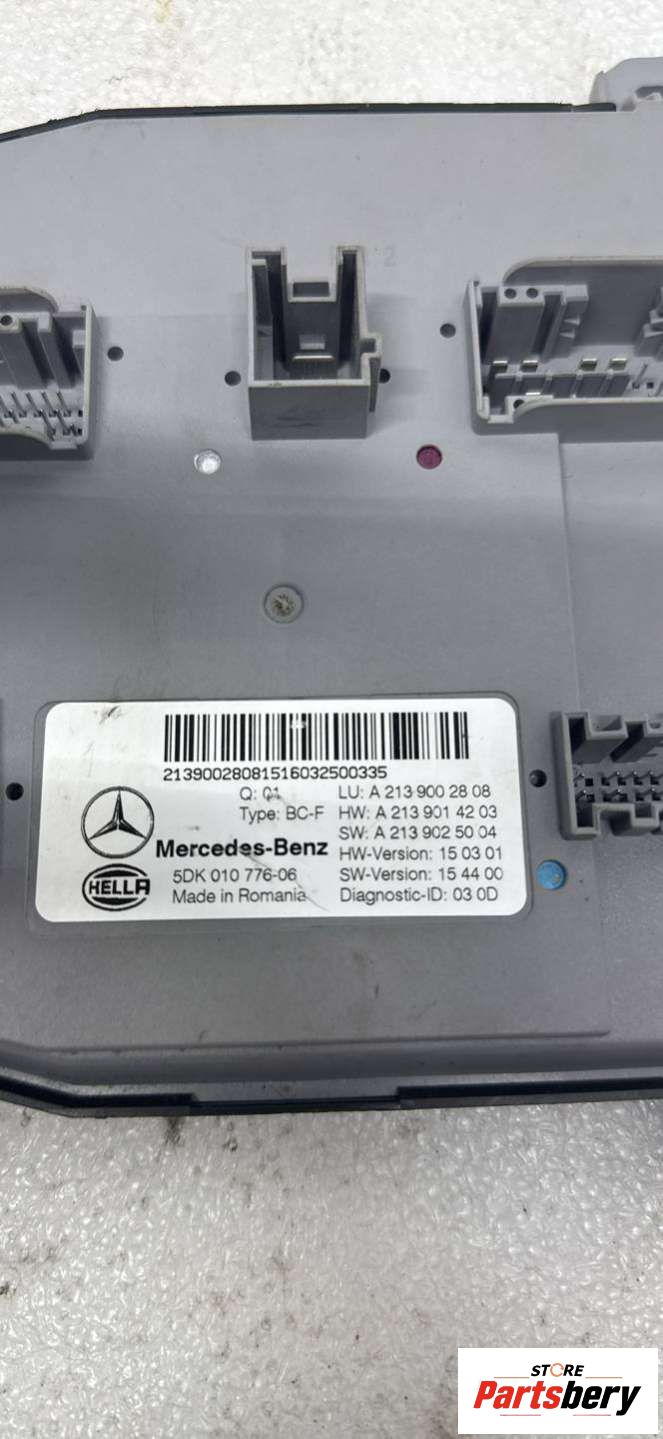 2
21390028081516032500335
Q: 01 LU: A 213 900 28 08
Type: BC-F HW: A 213 901 42 03
SW: A 213 902 50 04
Mercedes-Benz HW-Version: 15 03 01
HELLA 5DK 010 776-06 SW-Version: 15 44 00
Made in Romania Diagnostic-ID: 03 0D
STORE
Partsbery